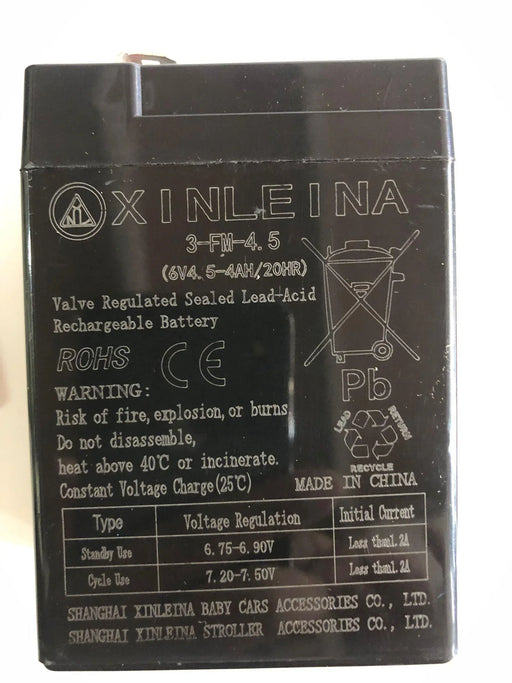 XINLEINA
3-FM-4.5
(6V4.5-4AH/20HR)
Valve Regulated Sealed Lead-Acid
Rechargeable Battery
ROHS CE
Pb
WARNING:
Risk of fire, explosion, or burns.
Do not disassemble,
heat above 40°C or incinerate.
LEAD RETURN
RECYCLE
Constant Voltage Charge(25℃) MADE IN CHINA
Type Voltage Regulation Initial Current
Standby Use 6.75-6.90V Less than1.2A
Cycle Use 7.20-7.50V Less than1.2A
SHANGHAI XINLEINA BABY CARS ACCESSORIES CO., LTD.
SHANGHAI XINLEINA STROLLER ACCESSORIES CO., LTD.